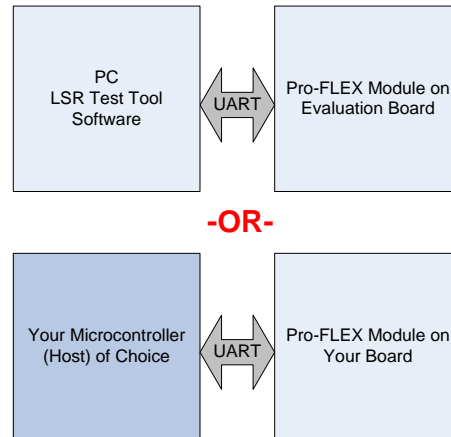 PC
LSR Test Tool
Software
UART
Pro-FLEX Module on
Evaluation Board
-OR-
Your Microcontroller
(Host) of Choice
UART
Pro-FLEX Module on
Your Board